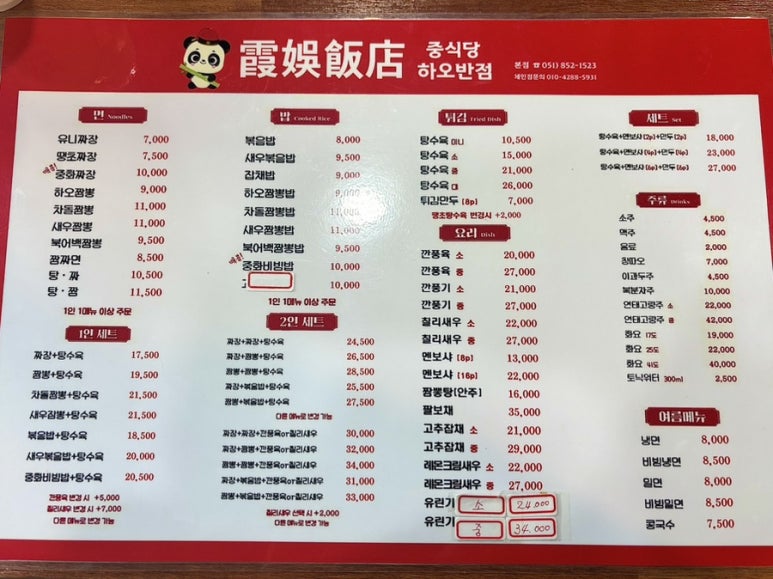 霞娛飯店
중식당
하오반점
본점 ☎ 051) 852-1523
체인점문의 010-4288-5931
면 Noodles
유니짜장 7,000
땡초짜장 7,500
매콤!
중화짜장 10,000
하오짬뽕 9,000
차돌짬뽕 11,000
새우짬뽕 11,000
북어백짬뽕 9,500
짬짜면 8,500
탕·짜 10,500
탕·짬 11,500
1인 1메뉴 이상 주문
1인 세트
짜장+탕수육 17,500
짬뽕+탕수육 19,500
차돌짬뽕+탕수육 21,500
새우짬뽕+탕수육 21,500
볶음밥+탕수육 18,500
새우볶음밥+탕수육 20,000
중화비빔밥+탕수육 20,500
깐풍육 변경 시 +5,000
칠리새우 변경 시 +7,000
다른 메뉴로 변경 가능
밥 Cooked Rice
볶음밥 8,000
새우볶음밥 9,500
잡채밥 9,500
하오짬뽕밥 9,500
차돌짬뽕밥 11,000
새우짬뽕밥 11,000
북어백짬뽕밥 9,500
매콤!
중화비빔밥 10,000
10,000
1인 1메뉴 이상 주문
2인 세트
짜장+짜장+탕수육 24,500
짜장+짬뽕+탕수육 26,500
짬뽕+짬뽕+탕수육 28,500
짜장+볶음밥+탕수육 25,500
짬뽕+볶음밥+탕수육 27,500
다른 메뉴로 변경 가능
짜장+짜장+깐풍육or칠리새우 30,000
짜장+짬뽕+깐풍육or칠리새우 32,000
짬뽕+짬뽕+깐풍육or칠리새우 34,000
짜장+볶음밥+깐풍육or칠리새우 31,000
짬뽕+볶음밥+깐풍육or칠리새우 33,000
칠리새우 선택 시 +2,000
다른 메뉴로 변경 가능
튀김 Fried Dish
탕수육 미니 10,500
탕수육 소 15,000
탕수육 중 21,000
탕수육 대 26,000
튀김만두 [8p] 7,000
땡초탕수육 변경시 +2,000
요리 Dish
깐풍육 소 20,000
깐풍육 중 27,000
깐풍기 소 21,000
깐풍기 중 27,000
칠리새우 소 22,000
칠리새우 중 27,000
멘보샤 [8p] 13,000
멘보샤 [16p] 22,000
짬뽕탕[안주] 16,000
팔보채 35,000
고추잡채 소 21,000
고추잡채 중 29,000
레몬크림새우 소 22,000
레몬크림새우 중 27,000
유린기 소 24,000
유린기 중 34,000
세트 Set
탕수육+멘보샤[2p]+만두[2p] 18,000
탕수육+멘보샤[4p]+만두[4p] 23,000
탕수육+멘보샤[6p]+만두[6p] 27,000
주류 Drinks
소주 4,500
맥주 4,500
음료 2,000
칭따오 7,000
이과두주 4,500
복분자주 10,000
연태고량주 소 22,000
연태고량주 중 42,000
화요 17도 19,000
화요 25도 22,000
화요 41도 40,000
토닉워터 300ml 2,500
여름메뉴
냉면 8,000
비빔냉면 8,500
밀면 8,000
비빔밀면 8,500
콩국수 7,500